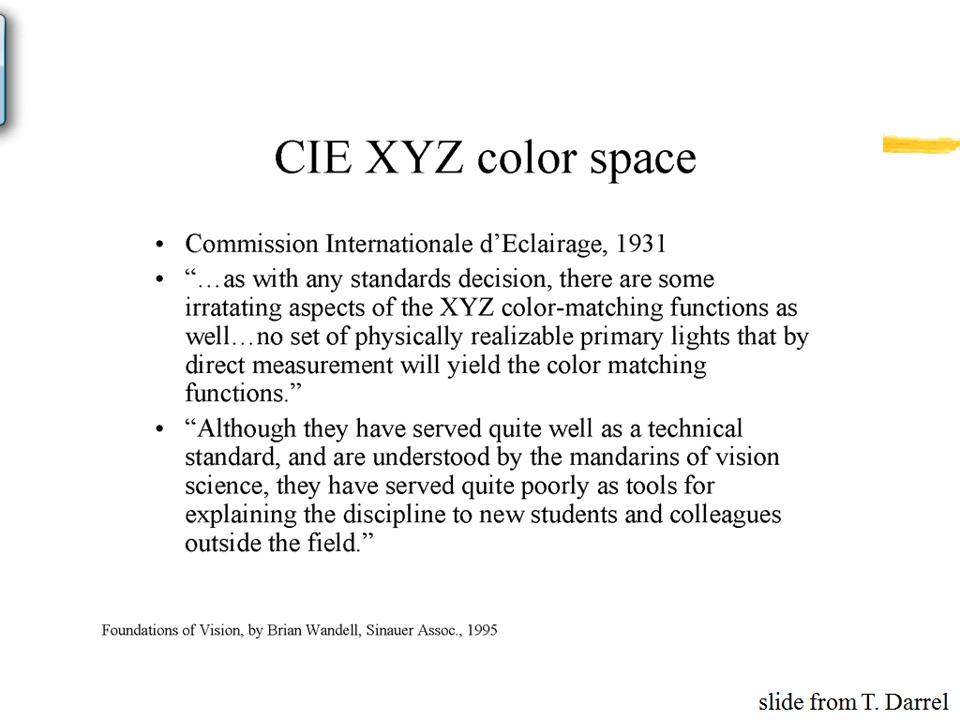 CIE XYZ color space
• Commission Internationale d’Eclairage, 1931
• “…as with any standards decision, there are some
irratating aspects of the XYZ color-matching functions as
well…no set of physically realizable primary lights that by
direct measurement will yield the color matching
functions.”
• “Although they have served quite well as a technical
standard, and are understood by the mandarins of vision
science, they have served quite poorly as tools for
explaining the discipline to new students and colleagues
outside the field.”
Foundations of Vision, by Brian Wandell, Sinauer Assoc., 1995
slide from T. Darrel